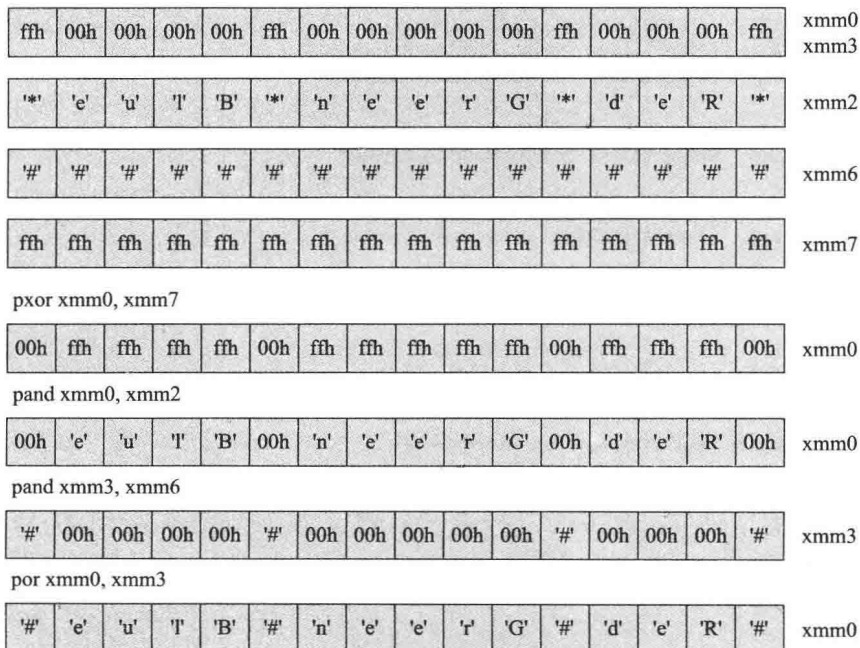 ffh 00h 00h 00h 00h ffh 00h 00h 00h 00h 00h ffh 00h 00h 00h ffh xmm0
xmm3
'*' 'e' 'u' 'l' 'B' '*' 'n' 'e' 'e' 'r' 'G' '*' 'd' 'e' 'R' '*' xmm2
'#' '#' '#' '#' '#' '#' '#' '#' '#' '#' '#' '#' '#' '#' '#' '#' xmm6
ffh ffh ffh ffh ffh ffh ffh ffh ffh ffh ffh ffh ffh ffh ffh ffh xmm7
pxor xmm0, xmm7
00h ffh ffh ffh ffh 00h ffh ffh ffh ffh ffh 00h ffh ffh ffh 00h xmm0
pand xmm0, xmm2
00h 'e' 'u' 'l' 'B' 00h 'n' 'e' 'e' 'r' 'G' 00h 'd' 'e' 'R' 00h xmm0
pand xmm3, xmm6
'#' 00h 00h 00h 00h '#' 00h 00h 00h 00h 00h '#' 00h 00h 00h '#' xmm3
por xmm0, xmm3
'#' 'e' 'u' 'l' 'B' '#' 'n' 'e' 'e' 'r' 'G' '#' 'd' 'e' 'R' '#' xmm0